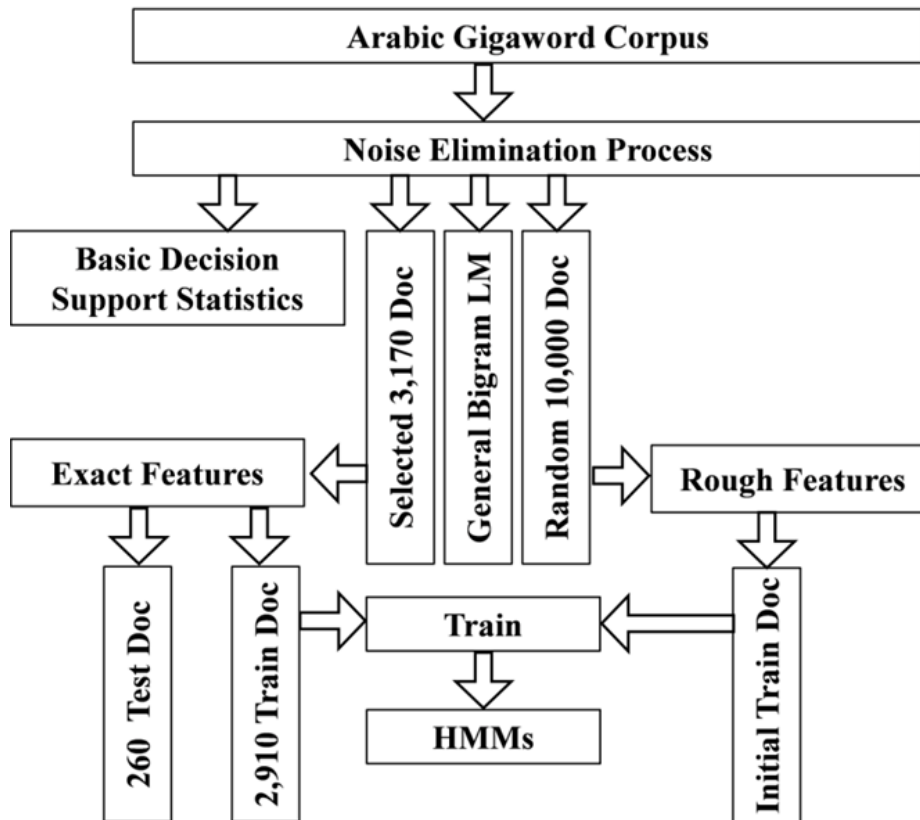 Arabic Gigaword Corpus
Noise Elimination Process
Basic Decision
Support Statistics
Selected 3,170 Doc
General Bigram LM
Random 10,000 Doc
Exact Features
Rough Features
260 Test Doc
2,910 Train Doc
Train
HMMs
Initial Train Doc